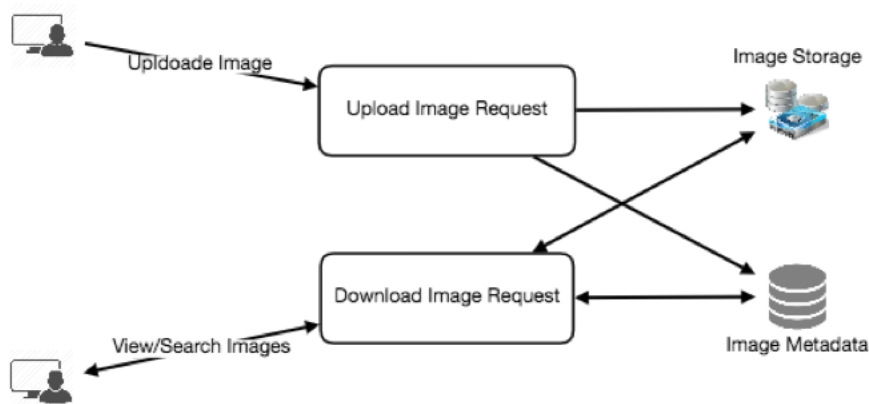 Upldoade Image
Upload Image Request
Image Storage
Download Image Request
View/Search Images
Image Metadata